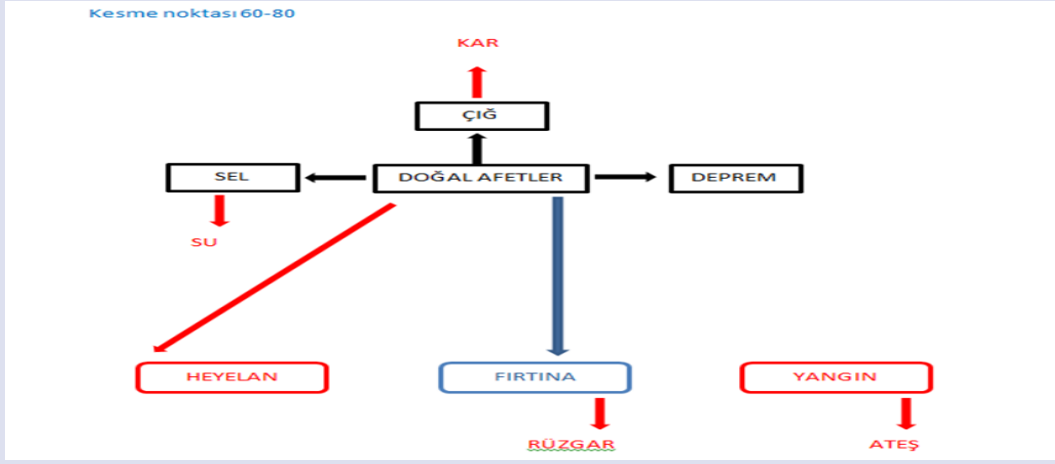 Kesme noktası 60-80
KAR
ÇIĞ
SEL
DOĞAL AFETLER
DEPREM
SU
HEYELAN
FIRTINA
YANGIN
RÜZGAR
ATEŞ